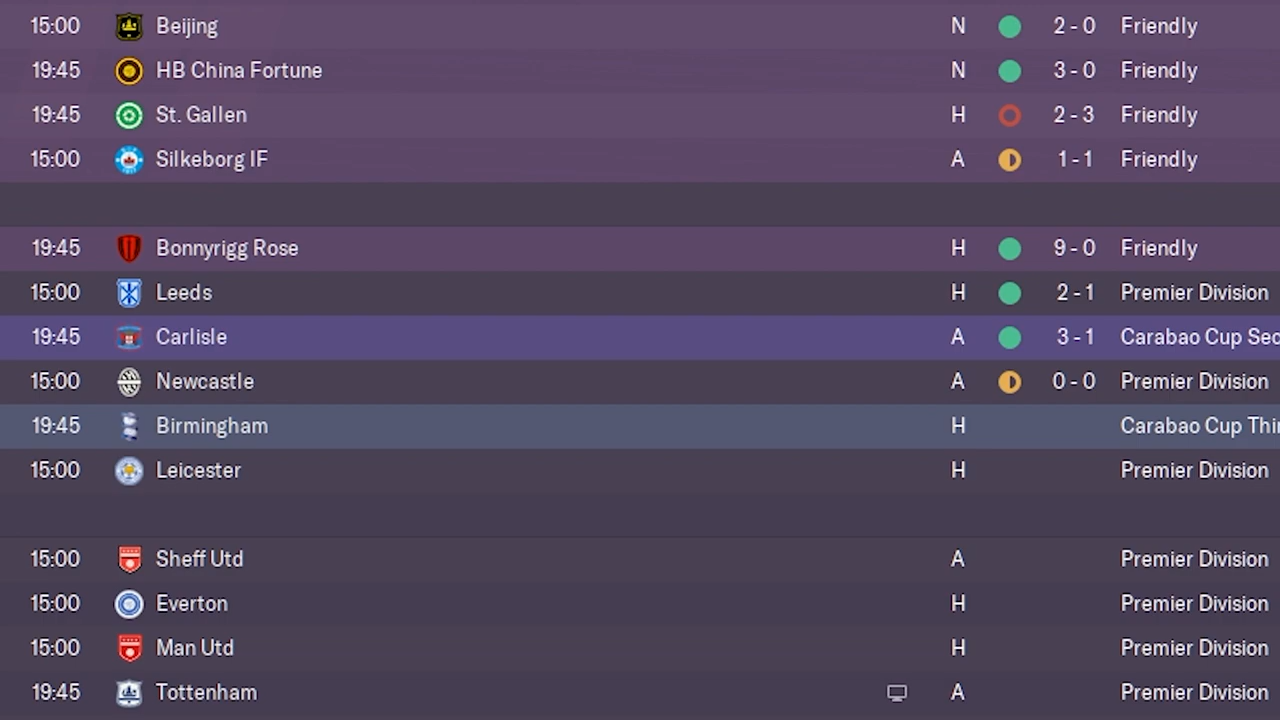 15:00 Beijing N 2 - 0 Friendly
19:45 HB China Fortune N 3 - 0 Friendly
19:45 St. Gallen H 2 - 3 Friendly
15:00 Silkeborg IF A 1 - 1 Friendly
19:45 Bonnyrigg Rose H 9 - 0 Friendly
15:00 Leeds H 2 - 1 Premier Division
19:45 Carlisle A 3 - 1 Carabao Cup Sec
15:00 Newcastle A 0 - 0 Premier Division
19:45 Birmingham H Carabao Cup Thi
15:00 Leicester H Premier Division
15:00 Sheff Utd A Premier Division
15:00 Everton H Premier Division
15:00 Man Utd H Premier Division
19:45 Tottenham A Premier Division